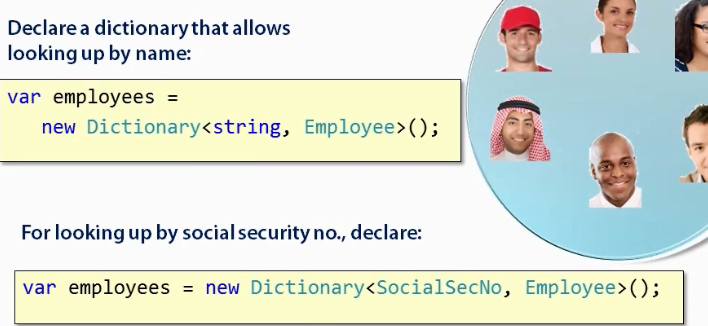 Declare a dictionary that allows
looking up by name:
var employees =
new Dictionary<string, Employee>();
For looking up by social security no., declare:
var employees = new Dictionary<SocialSecNo, Employee>();